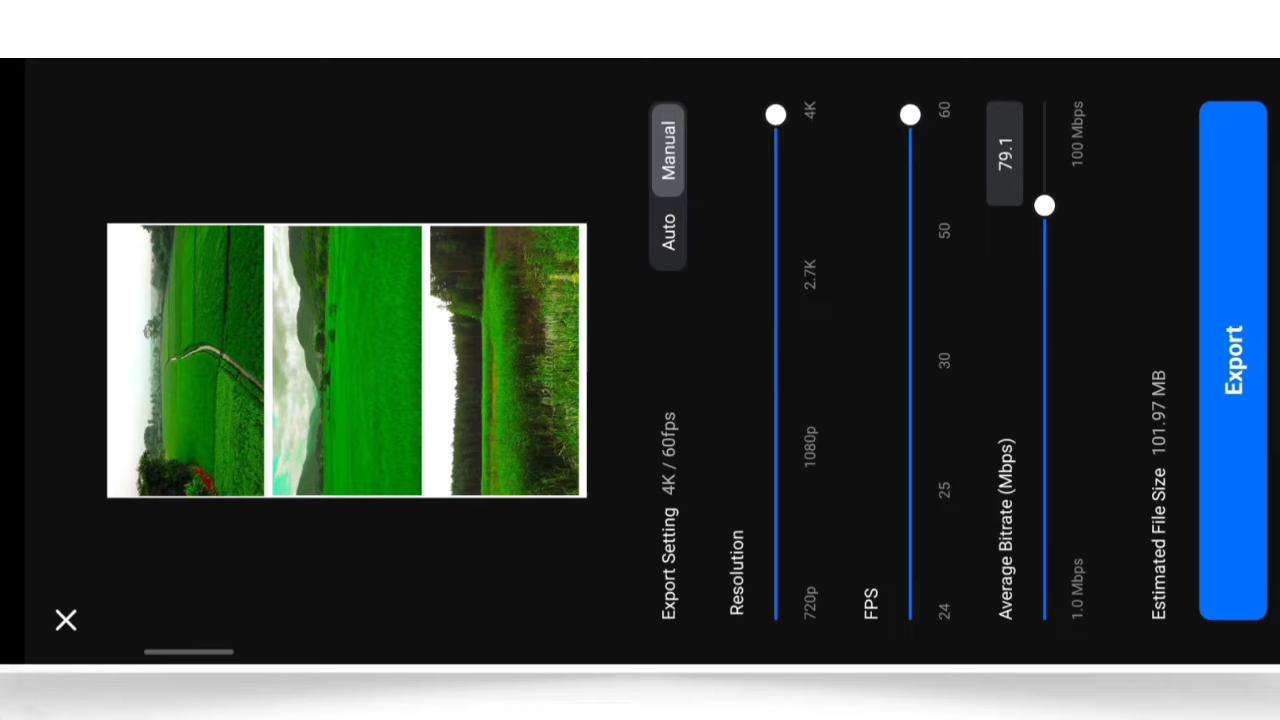 Auto Manual
Export Setting 4K / 60fps
Resolution
720p 1080p 2.7K 4K
FPS
24 25 30 50 60
Average Bitrate (Mbps) 79.1
1.0 Mbps 100 Mbps
Estimated File Size 101.97 MB
Export